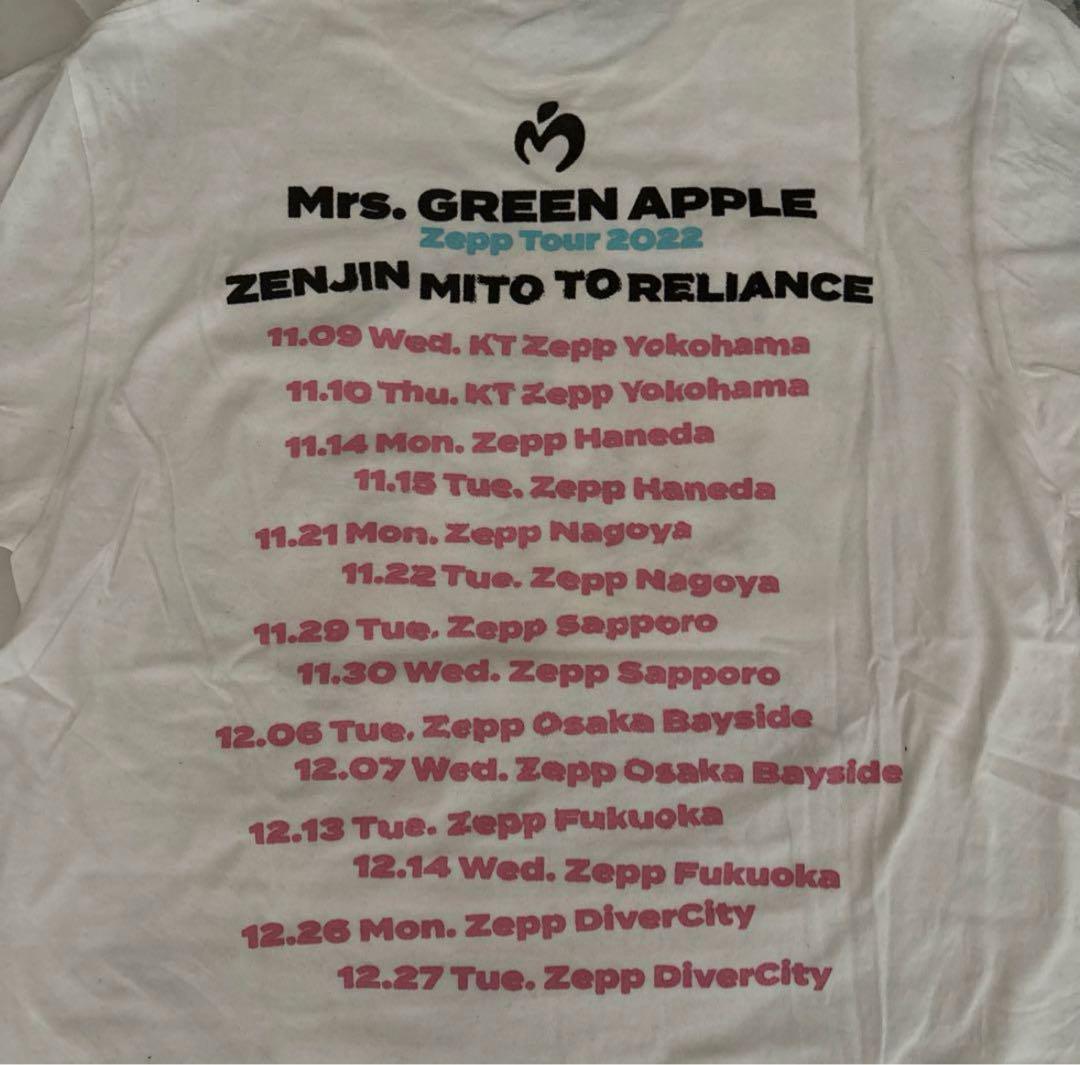 Mrs. GREEN APPLE
Zepp Tour 2022
ZENJIN MITO TO RELIANCE
11.09 Wed. KT Zepp Yokohama
11.10 Thu. KT Zepp Yokohama
11.14 Mon. Zepp Haneda
11.15 Tue. Zepp Haneda
11.21 Mon. Zepp Nagoya
11.22 Tue. Zepp Nagoya
11.29 Tue. Zepp Sapporo
11.30 Wed. Zepp Sapporo
12.06 Tue. Zepp Osaka Bayside
12.07 Wed. Zepp Osaka Bayside
12.13 Tue. Zepp Fukuoka
12.14 Wed. Zepp Fukuoka
12.26 Mon. Zepp DiverCity
12.27 Tue. Zepp DiverCity